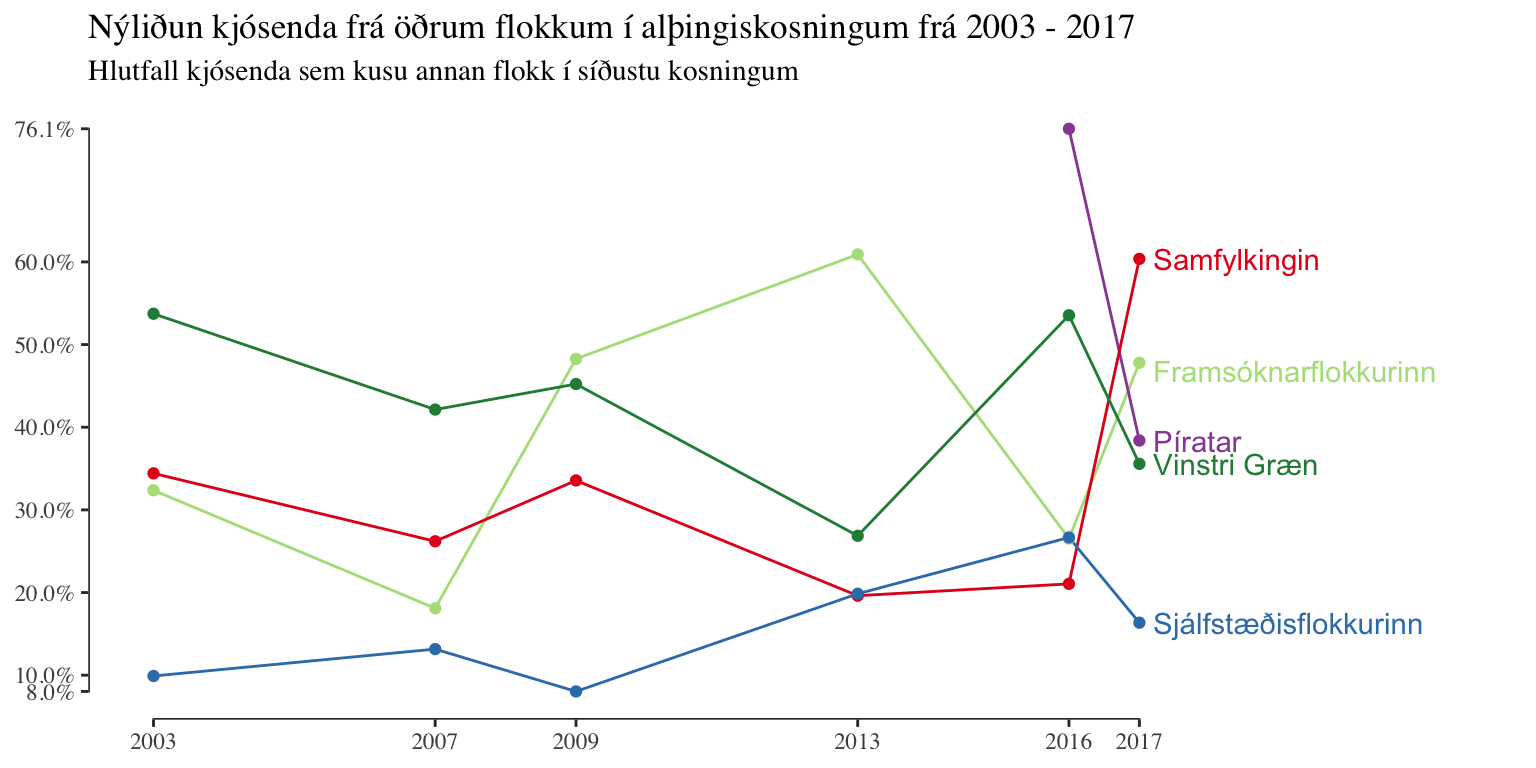 Nýliðun kjósenda frá öðrum flokkum í alþingiskosningum frá 2003 - 2017
Hlutfall kjósenda sem kusu annan flokk í síðustu kosningum
76.1%
60.0%
50.0%
40.0%
30.0%
20.0%
10.0%
8.0%
Samfylkingin
Framsóknarflokkurinn
Píratar
Vinstri Græn
Sjálfstæðisflokkurinn
2003 2007 2009 2013 2016 2017